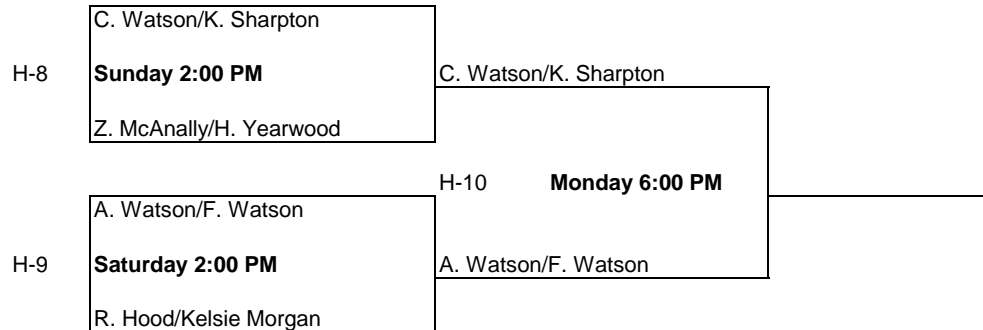 C. Watson/K. Sharpton
H-8 Sunday 2:00 PM C. Watson/K. Sharpton
Z. McAnally/H. Yearwood
H-10 Monday 6:00 PM
A. Watson/F. Watson
H-9 Saturday 2:00 PM A. Watson/F. Watson
R. Hood/Kelsie Morgan